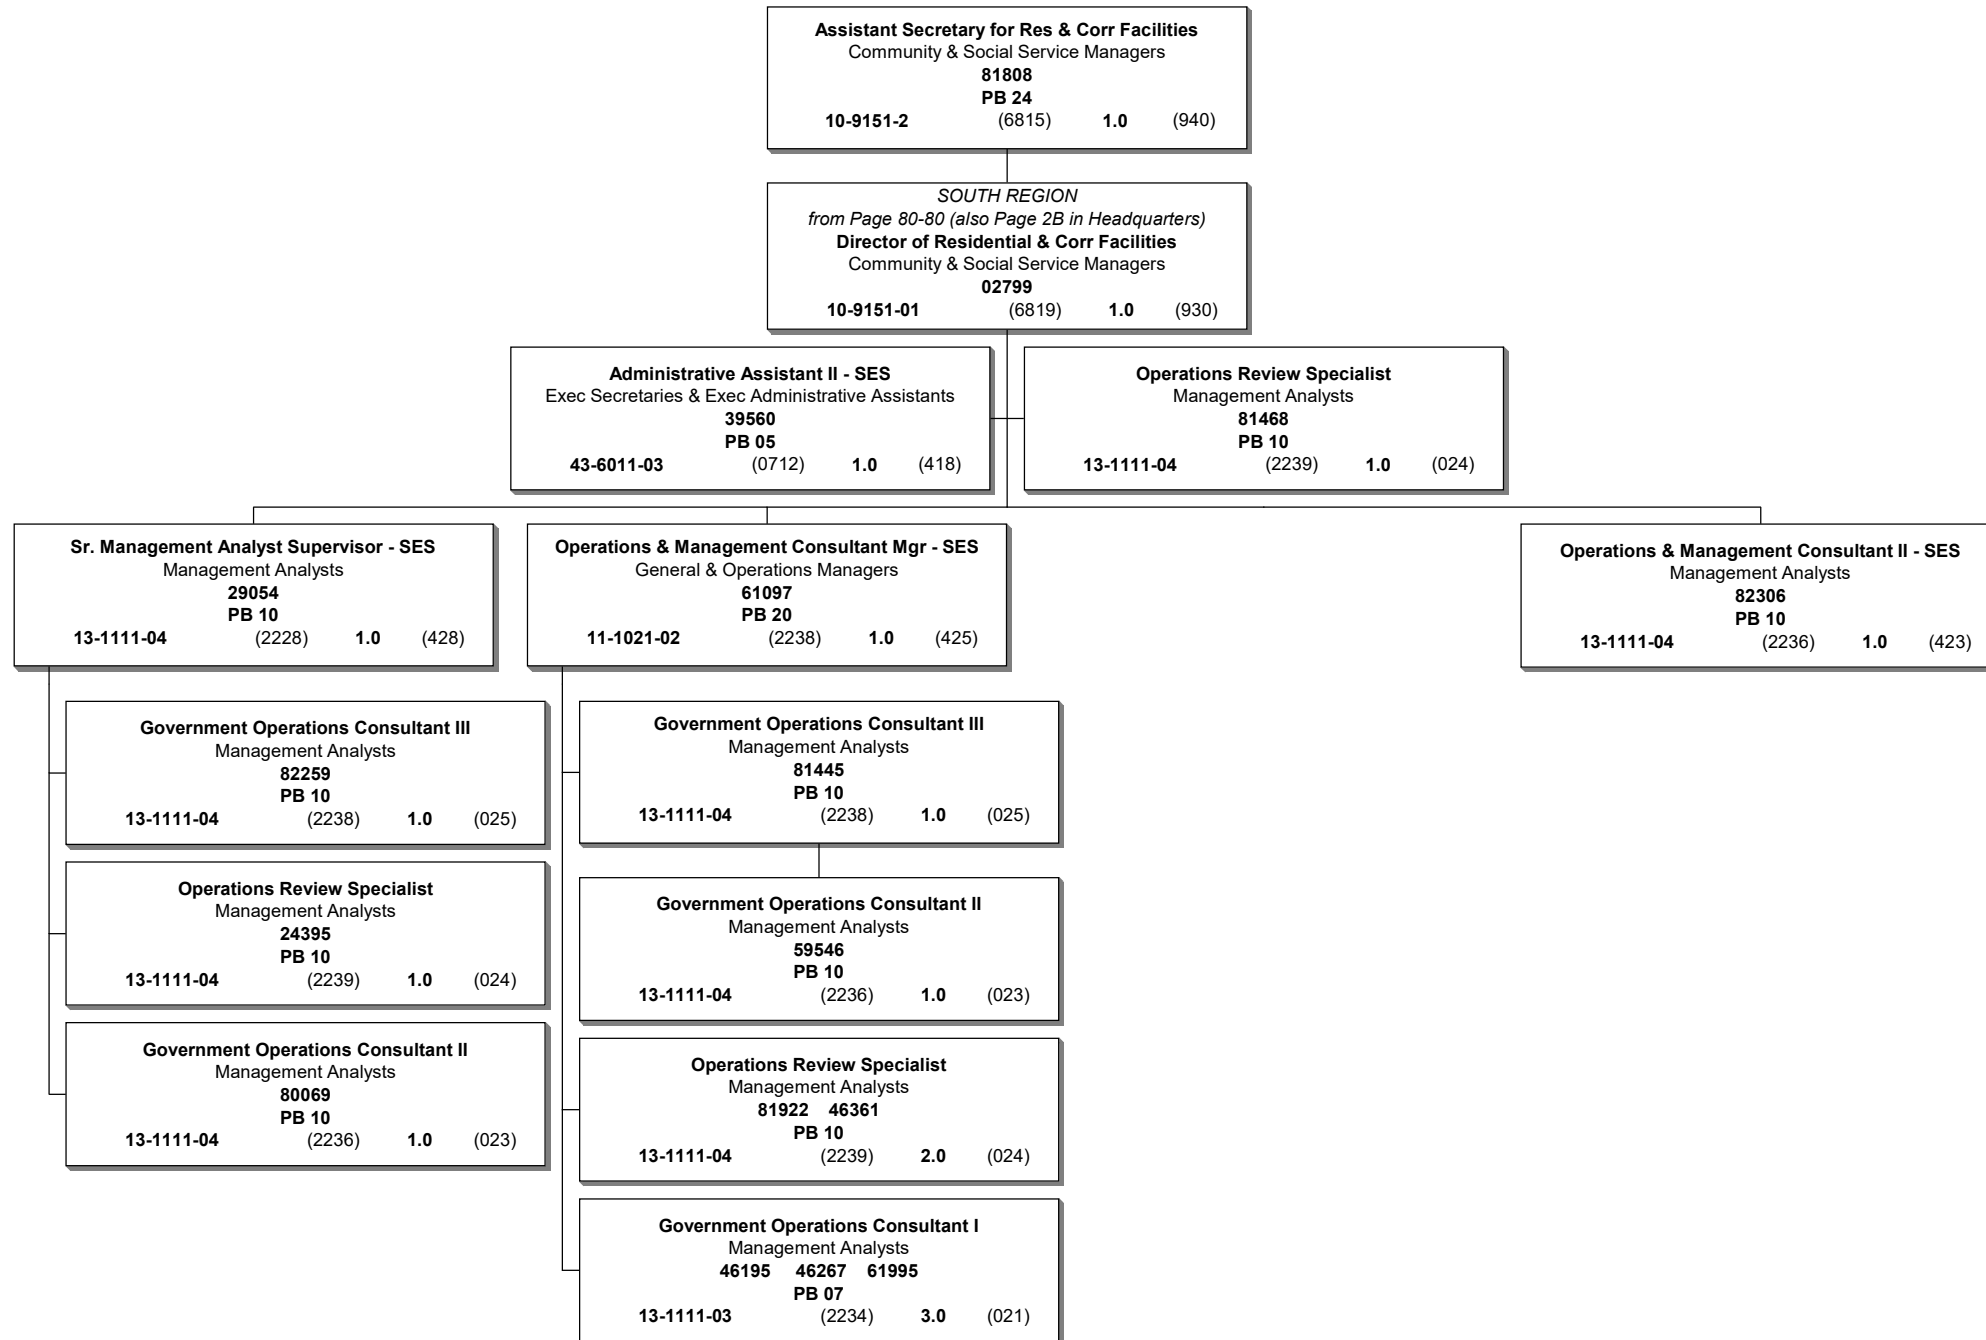 Assistant Secretary for Res & Corr Facilities
Community & Social Service Managers
81808
PB 24
10-9151-2 (6815) 1.0 (940)
SOUTH REGION
from Page 80-80 (also Page 2B in Headquarters)
Director of Residential & Corr Facilities
Community & Social Service Managers
02799
10-9151-01 (6819) 1.0 (930)
Administrative Assistant II - SES
Exec Secretaries & Exec Administrative Assistants
39560
PB 05
43-6011-03 (0712) 1.0 (418)
Operations Review Specialist
Management Analysts
81468
PB 10
13-1111-04 (2239) 1.0 (024)
Sr. Management Analyst Supervisor - SES
Management Analysts
29054
PB 10
13-1111-04 (2228) 1.0 (428)
Operations & Management Consultant Mgr - SES
General & Operations Managers
61097
PB 20
11-1021-02 (2238) 1.0 (425)
Operations & Management Consultant II - SES
Management Analysts
82306
PB 10
13-1111-04 (2236) 1.0 (423)
Government Operations Consultant III
Management Analysts
82259
PB 10
13-1111-04 (2238) 1.0 (025)
Operations Review Specialist
Management Analysts
24395
PB 10
13-1111-04 (2239) 1.0 (024)
Government Operations Consultant II
Management Analysts
80069
PB 10
13-1111-04 (2236) 1.0 (023)
Government Operations Consultant III
Management Analysts
81445
PB 10
13-1111-04 (2238) 1.0 (025)
Government Operations Consultant II
Management Analysts
59546
PB 10
13-1111-04 (2236) 1.0 (023)
Operations Review Specialist
Management Analysts
81922 46361
PB 10
13-1111-04 (2239) 2.0 (024)
Government Operations Consultant I
Management Analysts
46195 46267 61995
PB 07
13-1111-03 (2234) 3.0 (021)